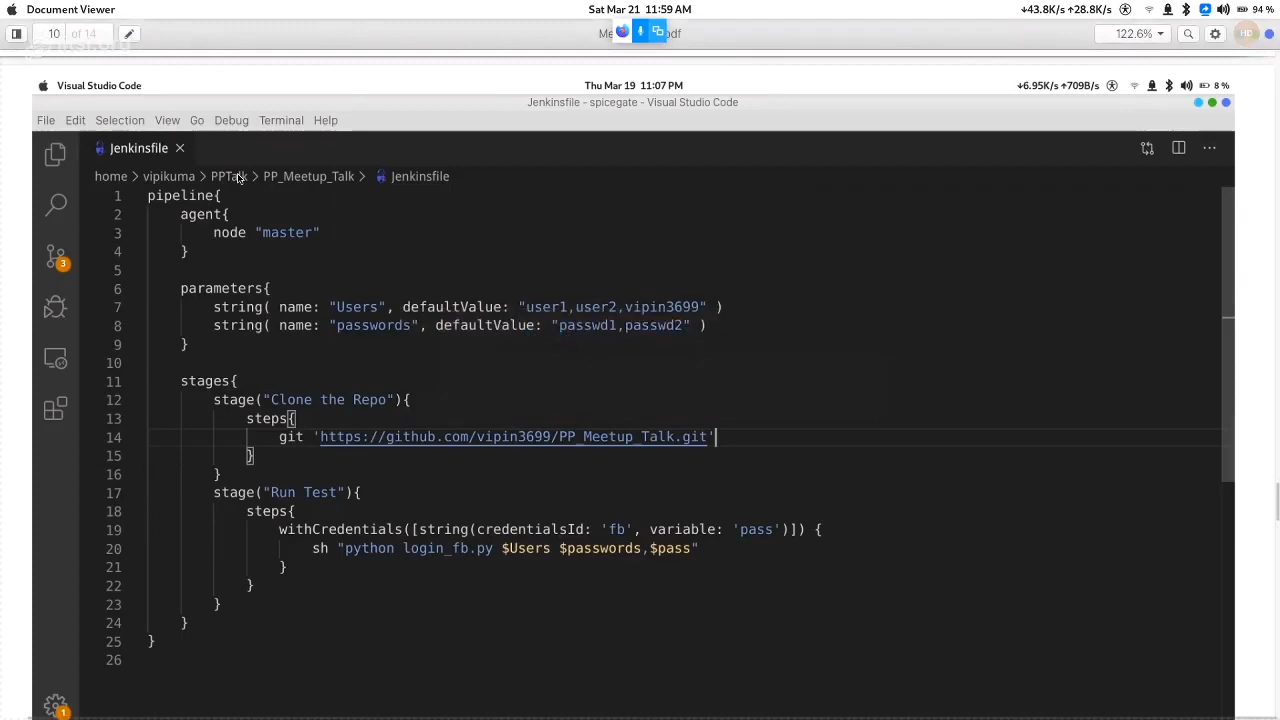 Document Viewer
Sat Mar 21 11:59 AM
↓43.8K/s ↑28.8K/s
94 %
10 of 14
122.6%
HD
Visual Studio Code
Thu Mar 19 11:07 PM
↓6.95K/s ↑709B/s
8 %
Jenkinsfile - spicegate - Visual Studio Code
File Edit Selection View Go Debug Terminal Help
Jenkinsfile
home > vipikuma > PPTalk > PP_Meetup_Talk > Jenkinsfile
1 pipeline{
2 agent{
3 node "master"
4 }
5
6 parameters{
7 string( name: "Users", defaultValue: "user1,user2,vipin3699" )
8 string( name: "passwords", defaultValue: "passwd1,passwd2" )
9 }
10
11 stages{
12 stage("Clone the Repo"){
13 steps{
14 git 'https://github.com/vipin3699/PP_Meetup_Talk.git'
15 }
16 }
17 stage("Run Test"){
18 steps{
19 withCredentials([string(credentialsId: 'fb', variable: 'pass')]) {
20 sh "python login_fb.py $Users $passwords,$pass"
21 }
22 }
23 }
24 }
25 }
26
3
1